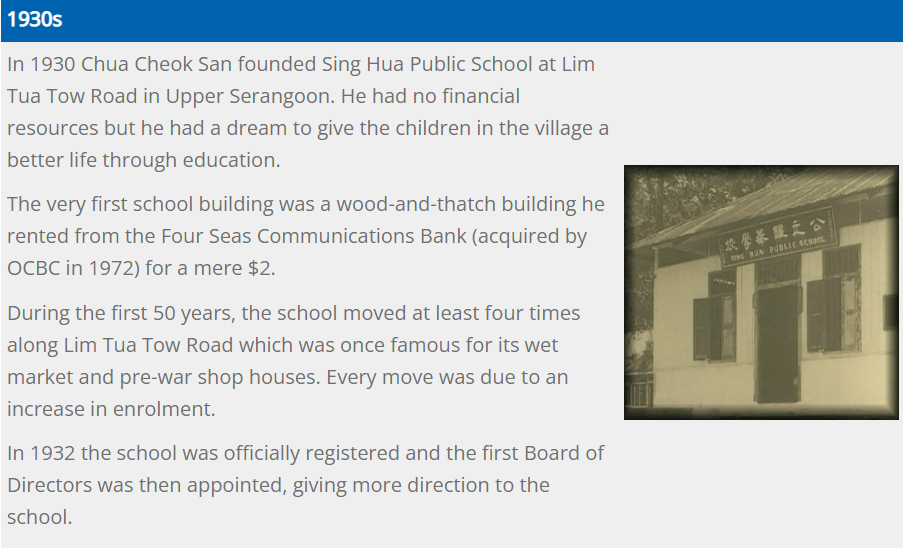 1930s
In 1930 Chua Cheok San founded Sing Hua Public School at Lim
Tua Tow Road in Upper Serangoon. He had no financial
resources but he had a dream to give the children in the village a
better life through education.
The very first school building was a wood-and-thatch building he
rented from the Four Seas Communications Bank (acquired by
OCBC in 1972) for a mere $2.
During the first 50 years, the school moved at least four times
along Lim Tua Tow Road which was once famous for its wet
market and pre-war shop houses. Every move was due to an
increase in enrolment.
In 1932 the school was officially registered and the first Board of
Directors was then appointed, giving more direction to the
school.
校學華醒立公
SING HUA PUBLIC SCHOOL